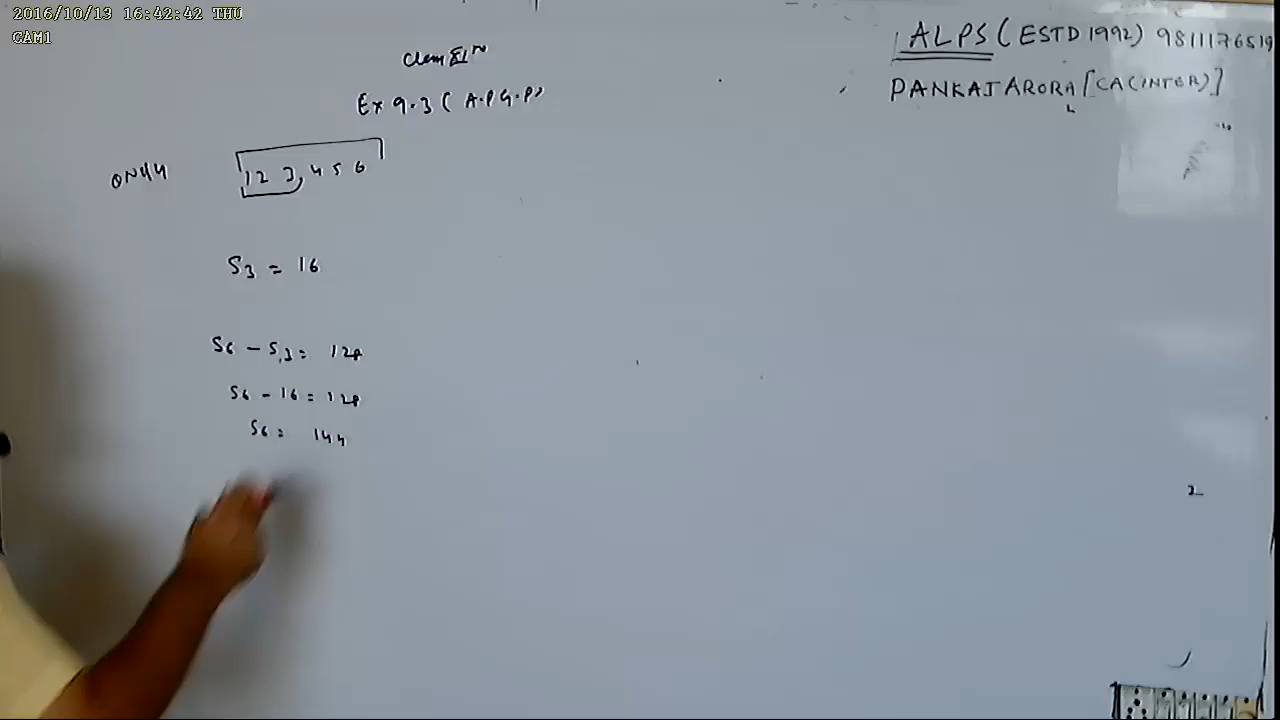 2016/10/13 16:42:42 THU
CAM1
ALPS (ESTD 1992) 9811176519
PANKAJ ARORA [CA (INTER)]
Class XI
Ex 9.3 ( A.P G.P )
1 2 3, 4 5 6
S3 = 16
S6 - S3 = 128
S6 - 16 = 128
S6 = 144
2